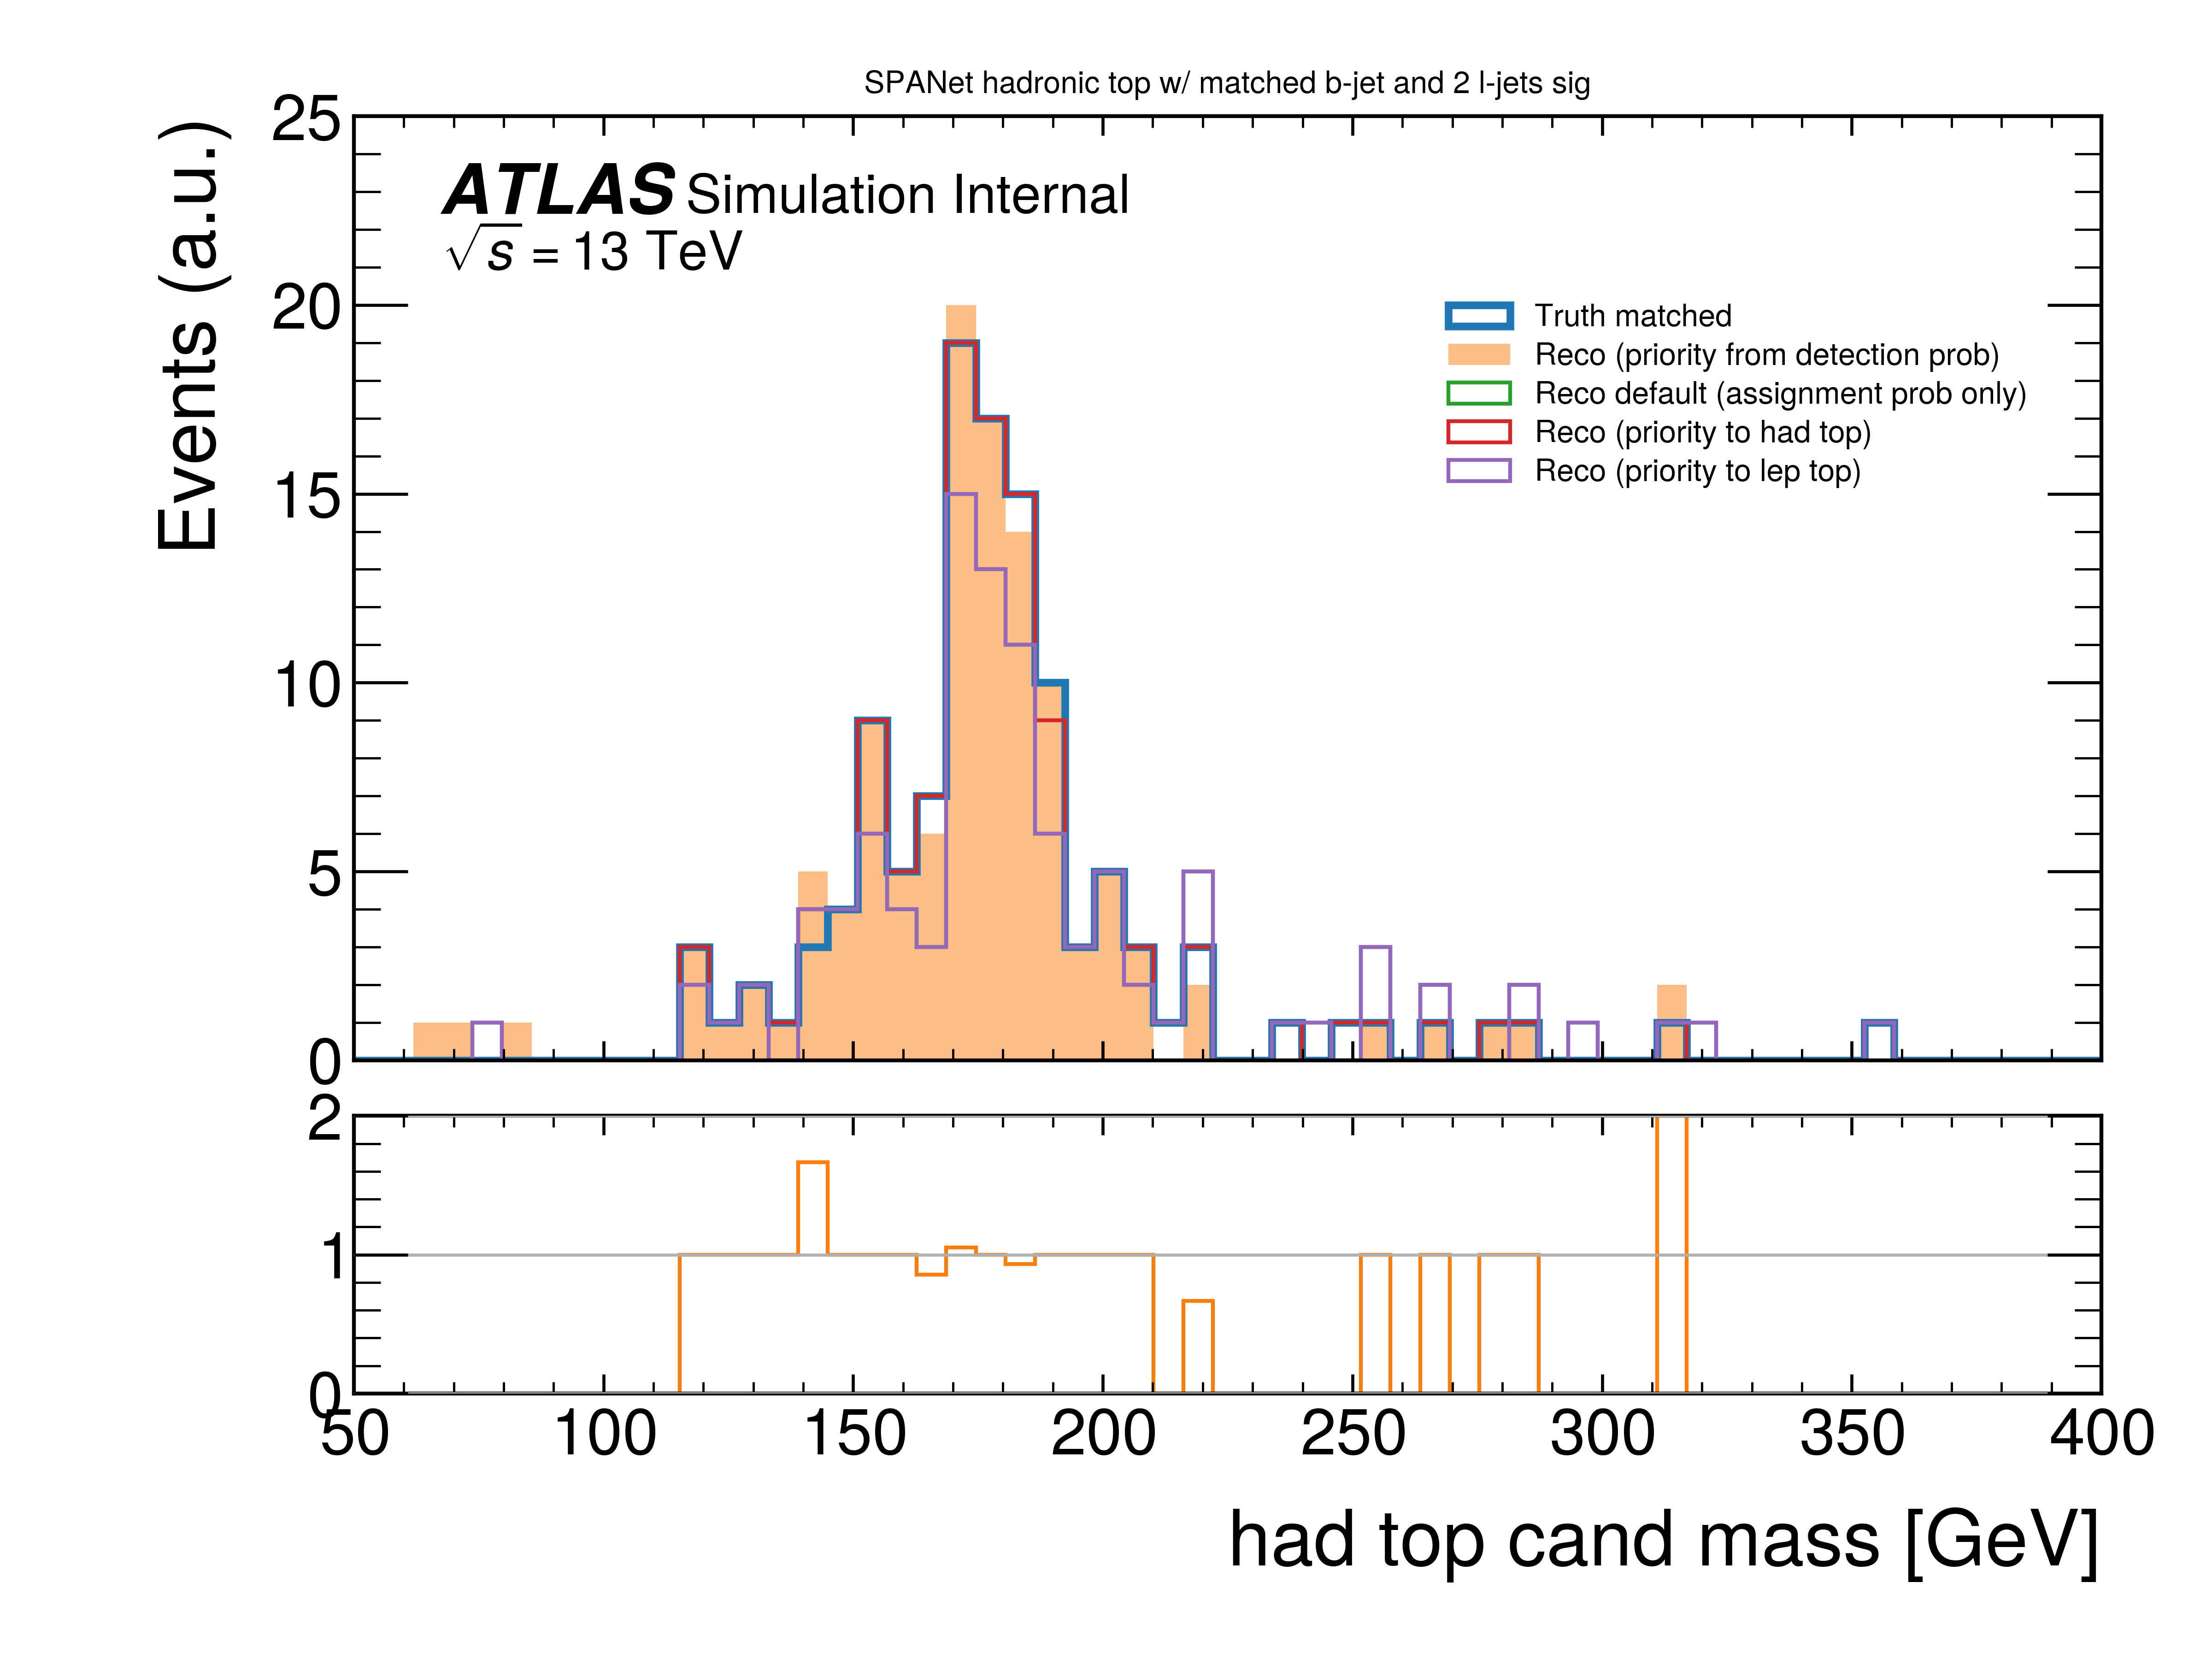 SPANet hadronic top w/ matched b-jet and 2 l-jets sig
Events (a.u.)
25
20
15
10
5
0
ATLAS Simulation Internal
√s = 13 TeV
Truth matched
Reco (priority from detection prob)
Reco default (assignment prob only)
Reco (priority to had top)
Reco (priority to lep top)
2
1
0
50 100 150 200 250 300 350 400
had top cand mass [GeV]